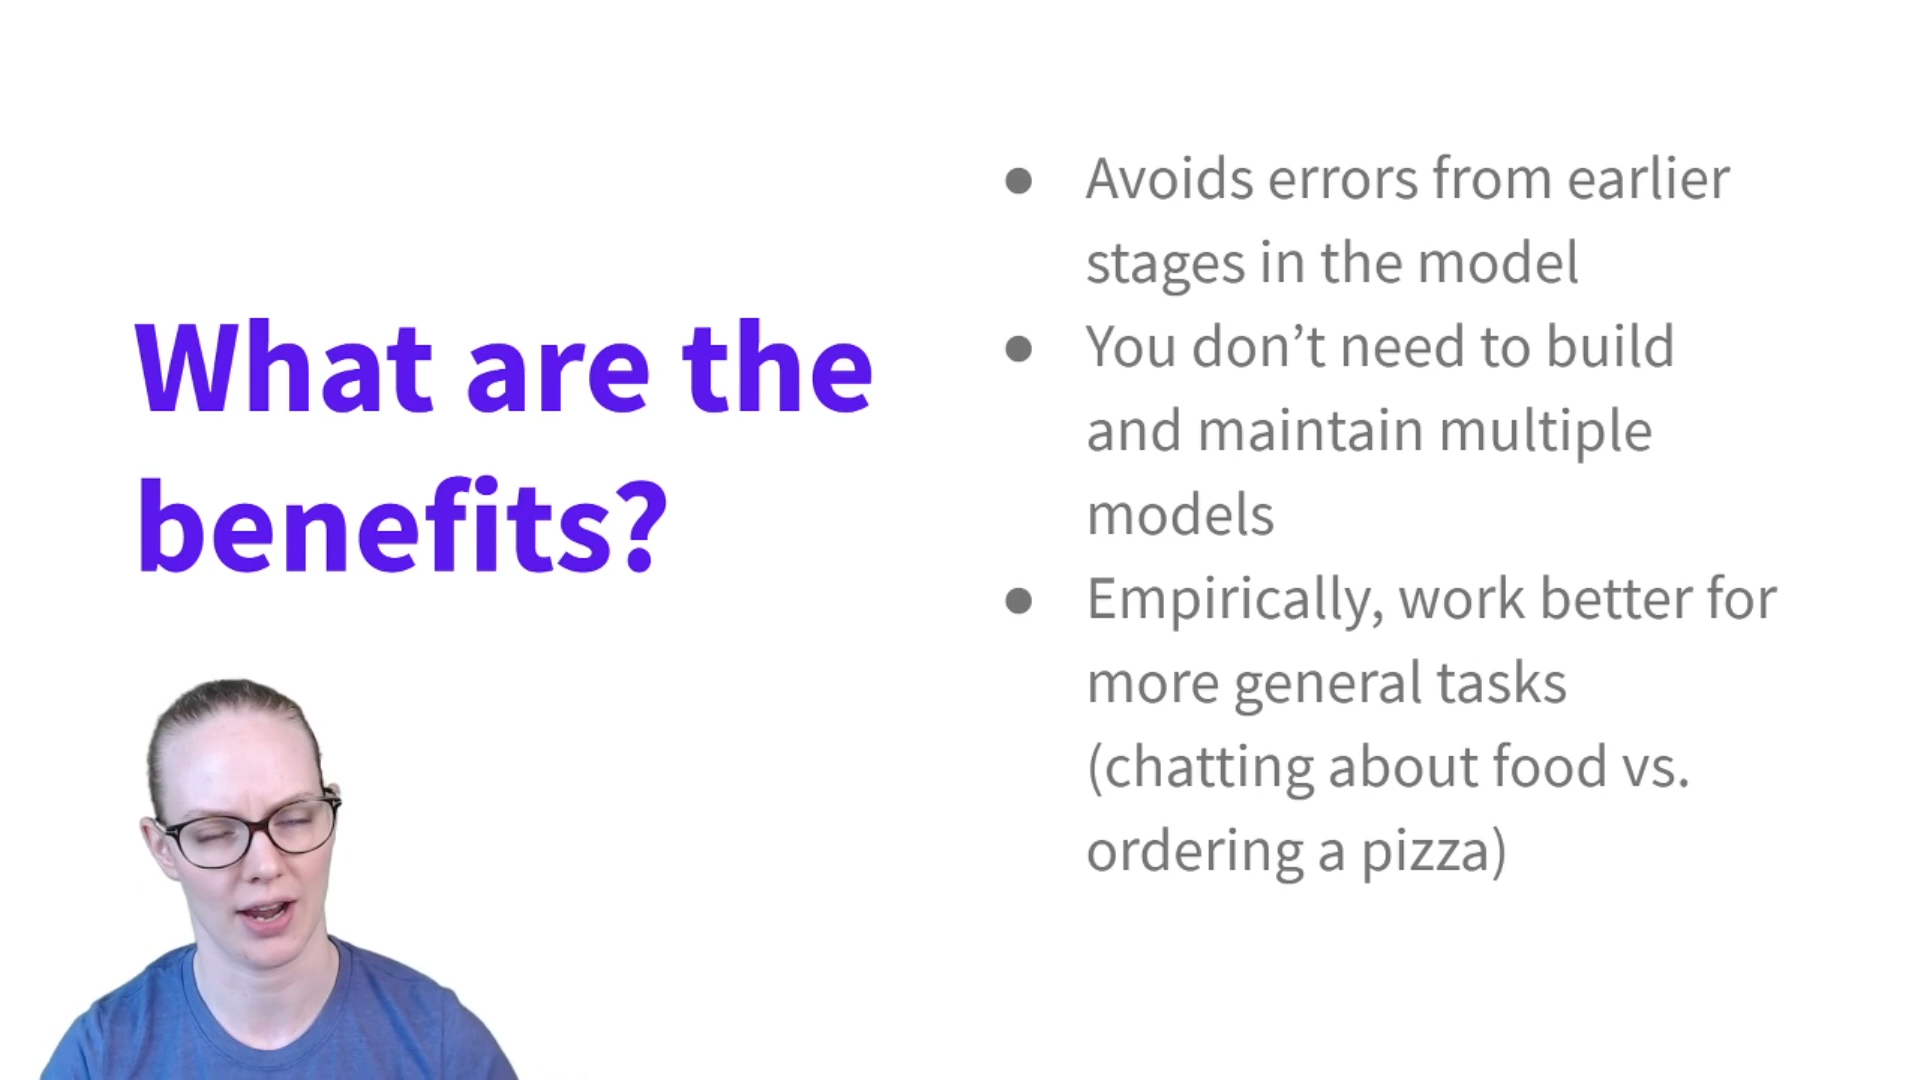 What are the
benefits?
● Avoids errors from earlier
stages in the model
● You don’t need to build
and maintain multiple
models
● Empirically, work better for
more general tasks
(chatting about food vs.
ordering a pizza)